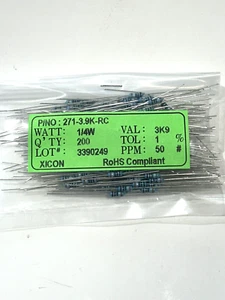 P/NO : 271-3.9K-RC
WATT: 1/4W VAL: 3K9
Q'TY: 200 TOL: 1 %
LOT# : 3390249 PPM: 50 #
XICON RoHS Compliant